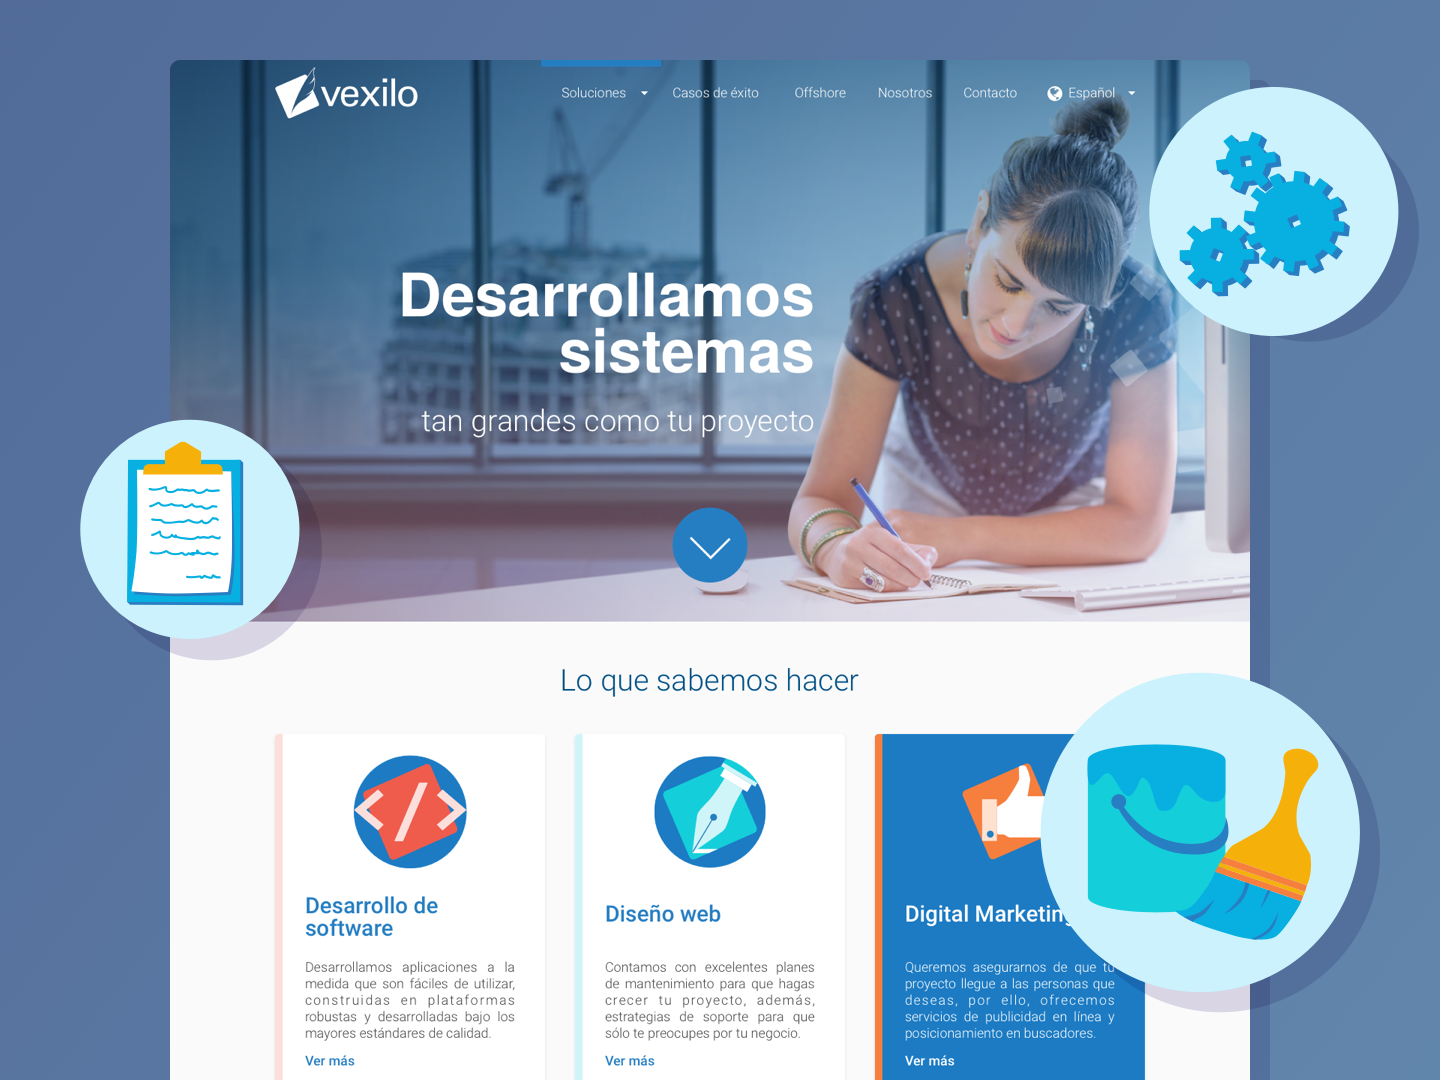 vexilo
Soluciones
Casos de éxito
Offshore
Nosotros
Contacto
Español
Desarrollamos
sistemas
tan grandes como tu proyecto
Lo que sabemos hacer
Desarrollo de
software
Desarrollamos aplicaciones a la
medida que son fáciles de utilizar,
construidas en plataformas
robustas y desarrolladas bajo los
mayores estándares de calidad.
Ver más
Diseño web
Contamos con excelentes planes
de mantenimiento para que hagas
crecer tu proyecto, además,
estrategias de soporte para que
sólo te preocupes por tu negocio.
Ver más
Digital Marketing
Queremos asegurarnos de que tu
proyecto llegue a las personas que
deseas, por ello, ofrecemos
servicios de publicidad en línea y
posicionamiento en buscadores.
Ver más